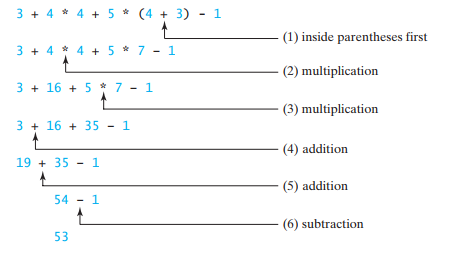 3 + 4 * 4 + 5 * (4 + 3) - 1
(1) inside parentheses first
3 + 4 * 4 + 5 * 7 - 1
(2) multiplication
3 + 16 + 5 * 7 - 1
(3) multiplication
3 + 16 + 35 - 1
(4) addition
19 + 35 - 1
(5) addition
54 - 1
(6) subtraction
53